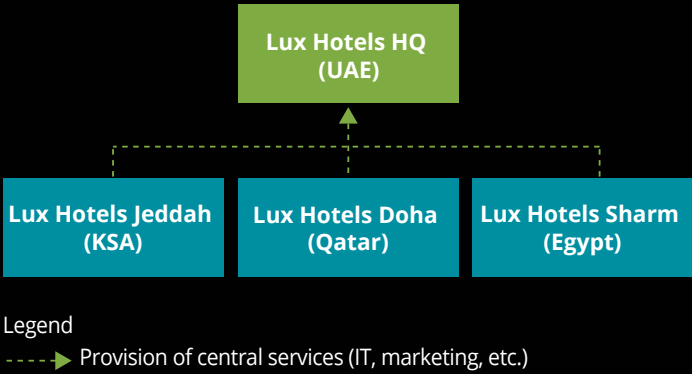 Lux Hotels HQ
(UAE)
Lux Hotels Jeddah
(KSA)
Lux Hotels Doha
(Qatar)
Lux Hotels Sharm
(Egypt)
Legend
Provision of central services (IT, marketing, etc.)